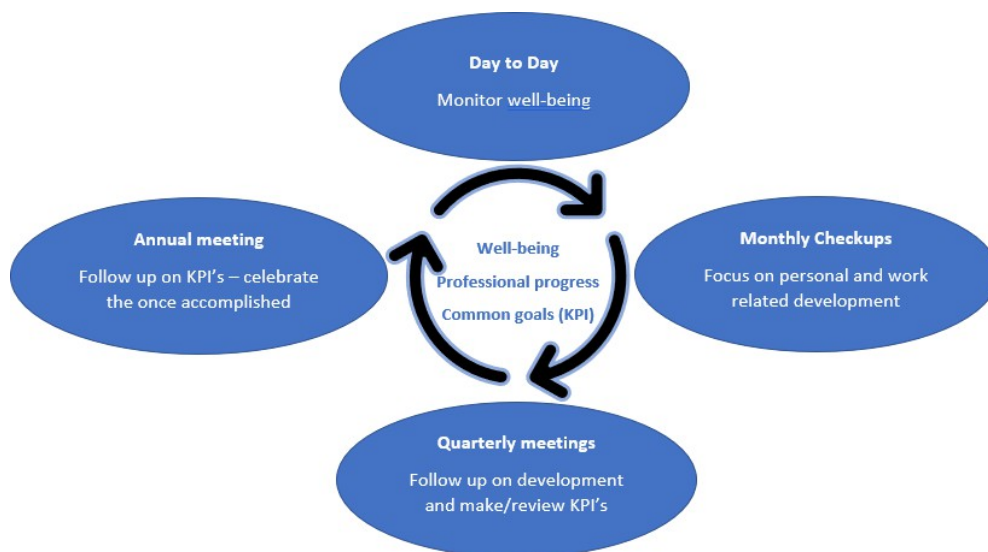 Day to Day
Monitor well-being
Annual meeting
Follow up on KPI's – celebrate
the once accomplished
Well-being
Professional progress
Common goals (KPI)
Monthly Checkups
Focus on personal and work
related development
Quarterly meetings
Follow up on development
and make/review KPI's